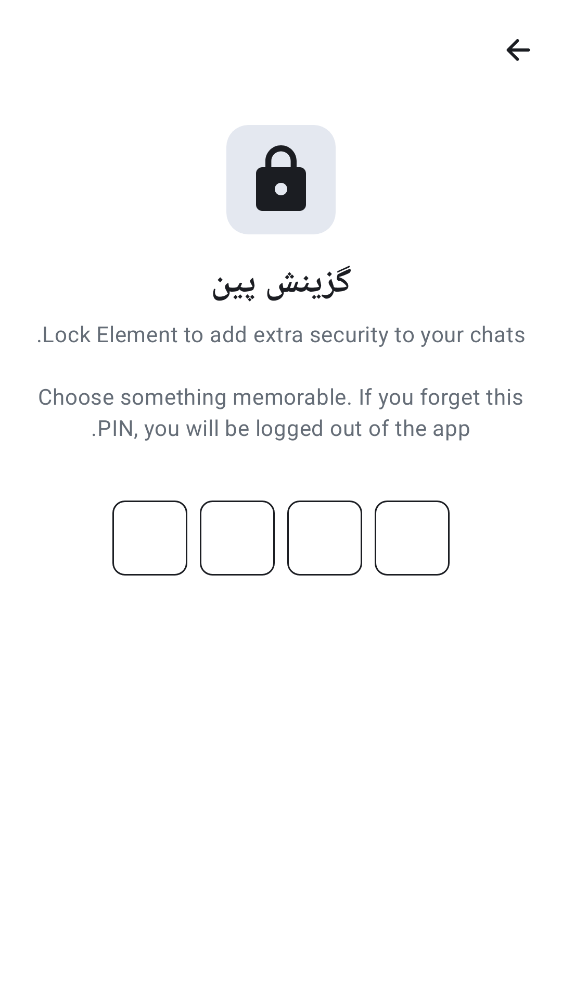 گزینش پین
.Lock Element to add extra security to your chats
Choose something memorable. If you forget this
.PIN, you will be logged out of the app